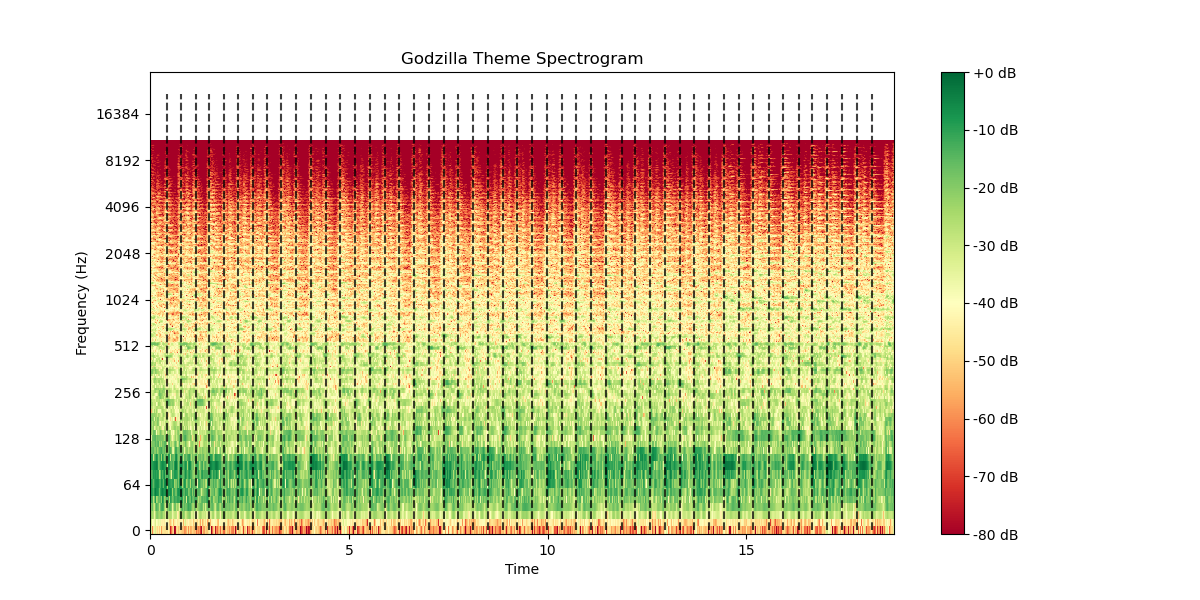 Godzilla Theme Spectrogram
Frequency (Hz)
16384
8192
4096
2048
1024
512
256
128
64
0
0 5 10 15
Time
+0 dB
-10 dB
-20 dB
-30 dB
-40 dB
-50 dB
-60 dB
-70 dB
-80 dB